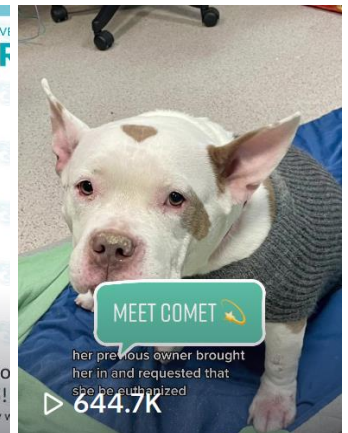 MEET COMET 💫
her previous owner brought
her in and requested that
she be euthanized
644.7K